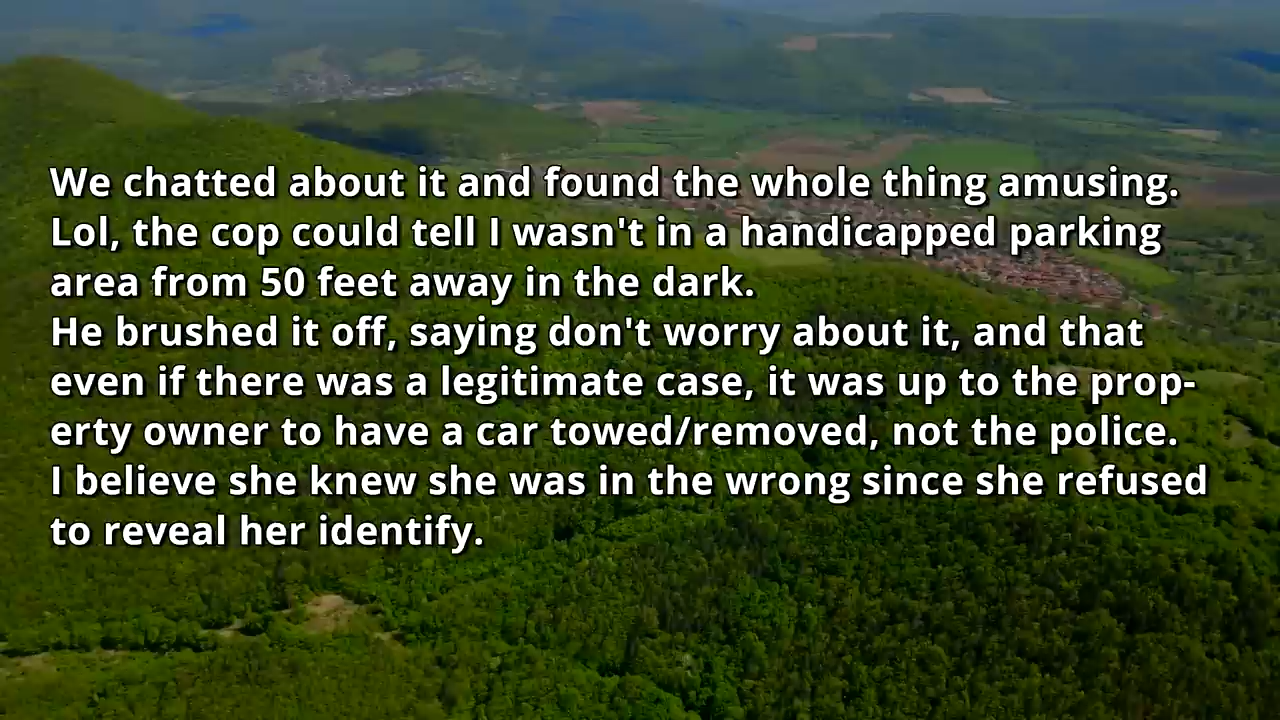 We chatted about it and found the whole thing amusing.
Lol, the cop could tell I wasn't in a handicapped parking
area from 50 feet away in the dark.
He brushed it off, saying don't worry about it, and that
even if there was a legitimate case, it was up to the prop-
erty owner to have a car towed/removed, not the police.
I believe she knew she was in the wrong since she refused
to reveal her identify.